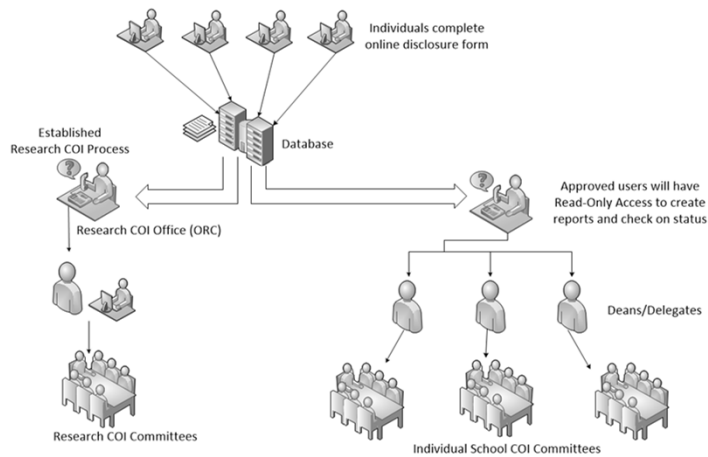 Individuals complete
online disclosure form
Database
Established
Research COI Process
?
?
Approved users will have
Read-Only Access to create
reports and check on status
Research COI Office (ORC)
Deans/Delegates
Research COI Committees
Individual School COI Committees